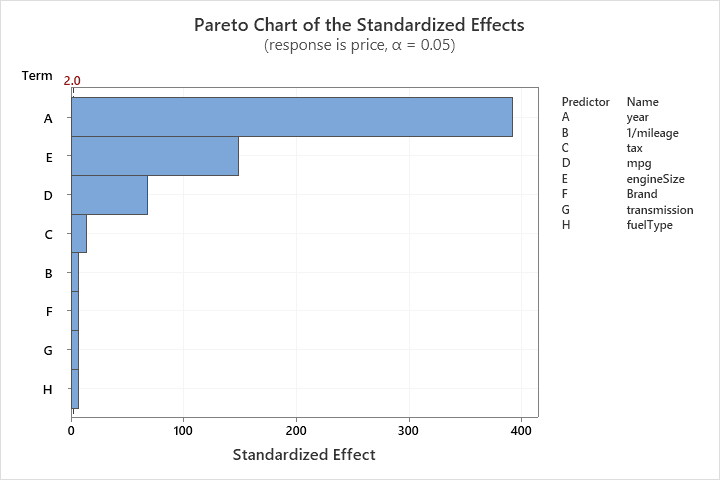 Pareto Chart of the Standardized Effects
(response is price, α = 0.05)
Term
2.0
A
E
D
C
B
F
G
H
0 100 200 300 400
Standardized Effect
Predictor Name
A year
B 1/mileage
C tax
D mpg
E engineSize
F Brand
G transmission
H fuelType